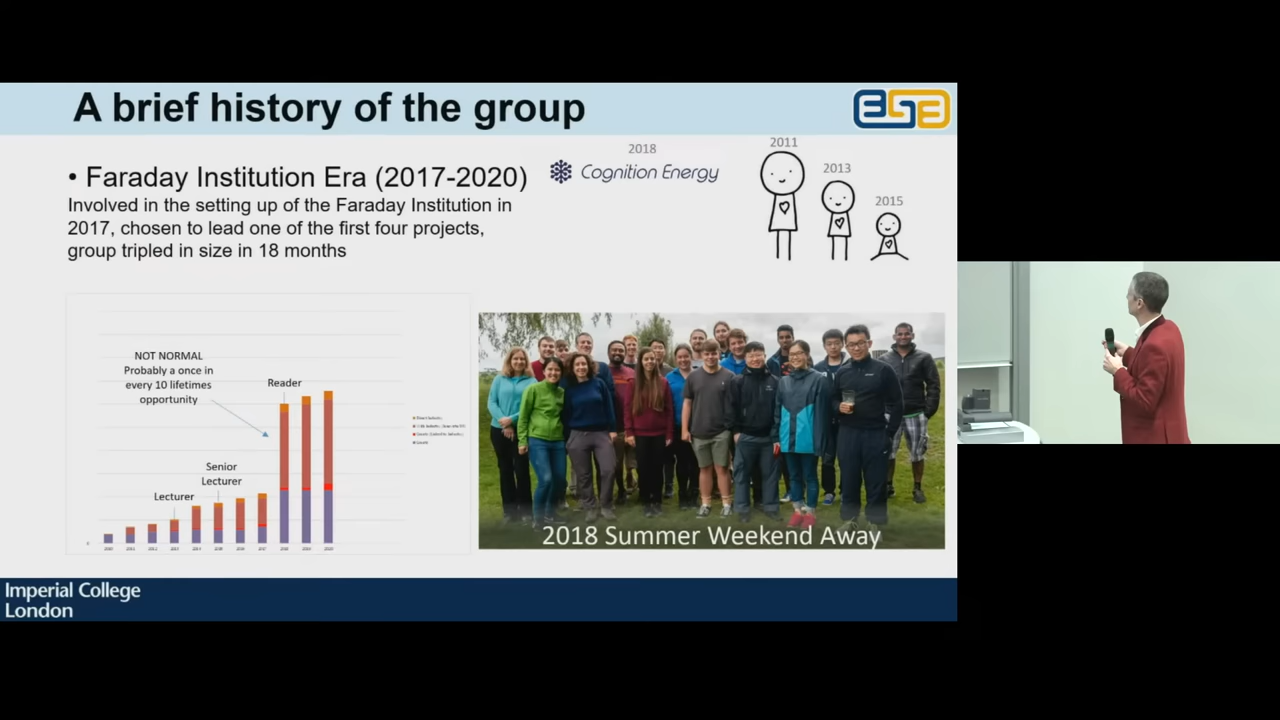 A brief history of the group
ESE
• Faraday Institution Era (2017-2020)
Involved in the setting up of the Faraday Institution in
2017, chosen to lead one of the first four projects,
group tripled in size in 18 months
2018
Cognition Energy
2011
2013
2015
NOT NORMAL
Probably a once in
every 10 lifetimes
opportunity
Reader
Senior
Lecturer
Lecturer
2018 Summer Weekend Away
Imperial College
London